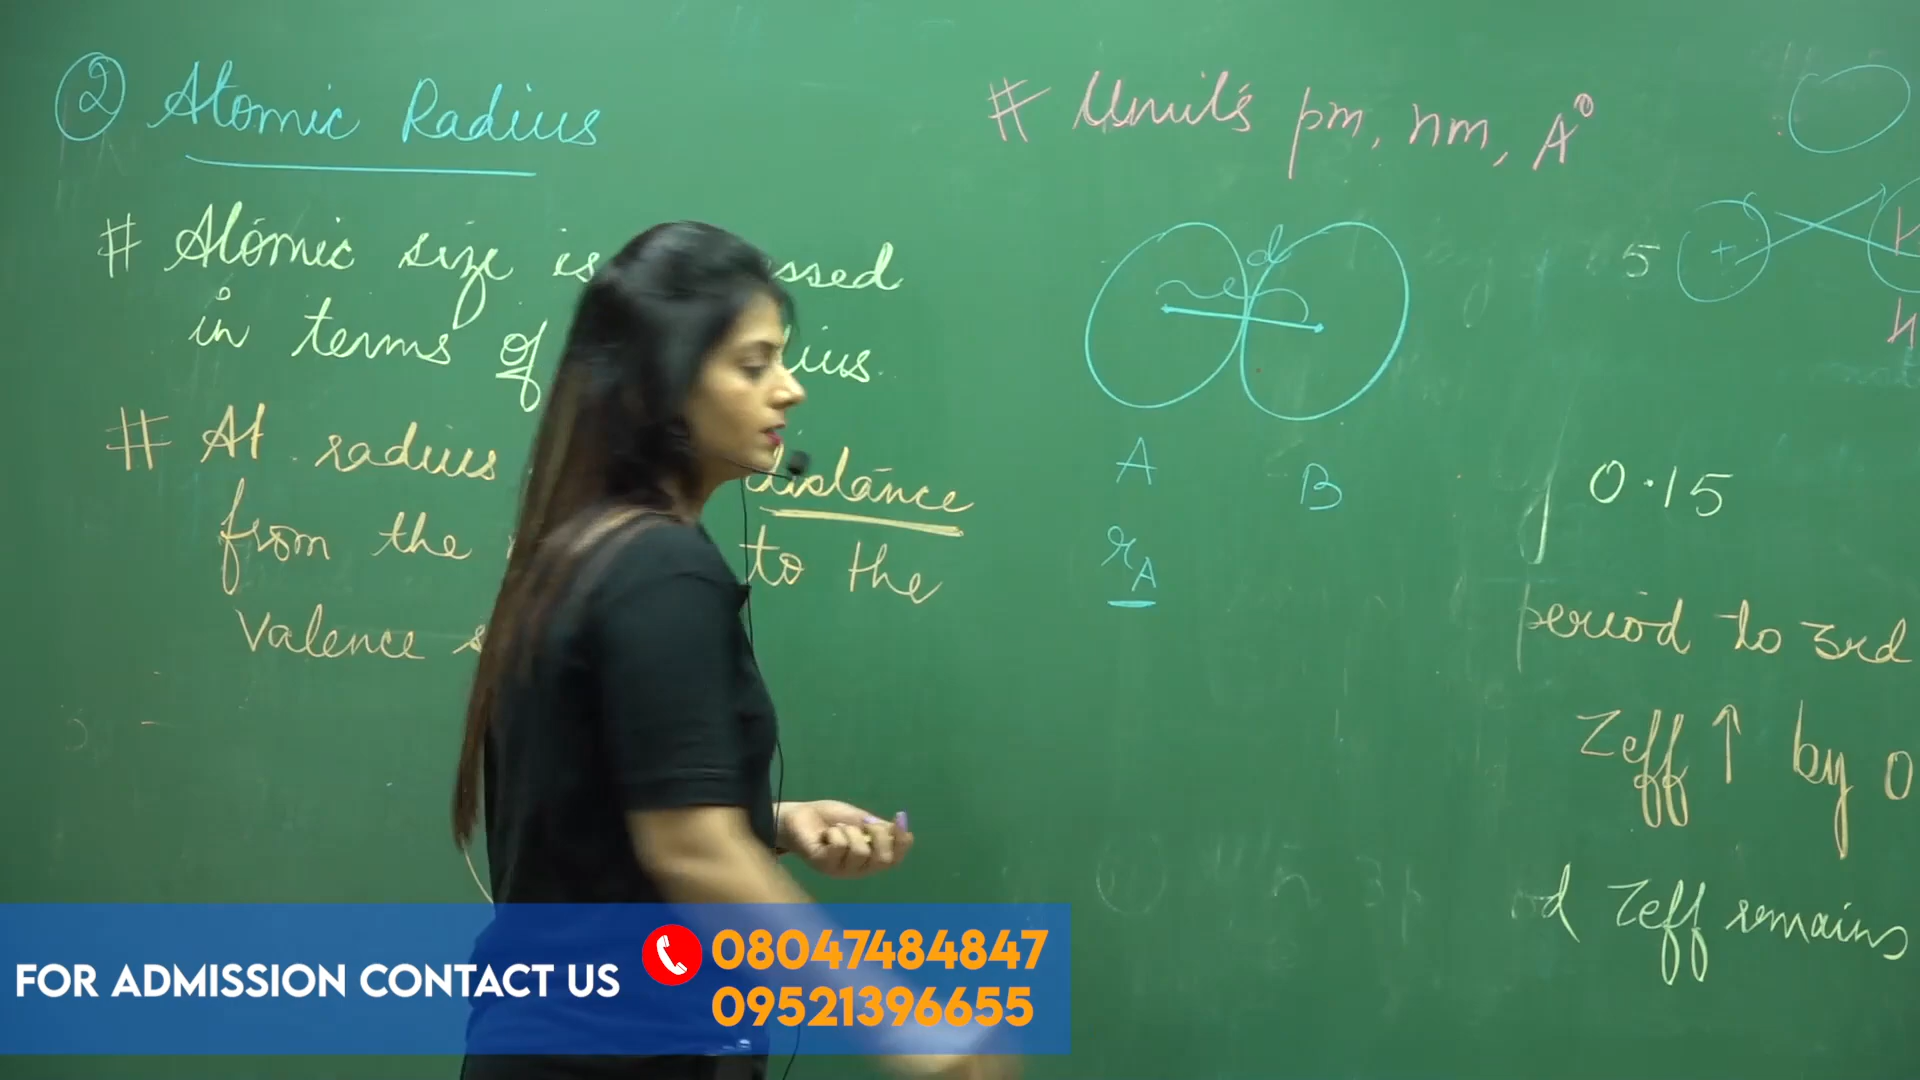 ② Atomic Radius
# Atomic size is ssed
in terms of ius.
# At. radius distance
from the to the
valence s
# Units pm, nm, A°
d
A B
rA
5 +
0.15
period to 3rd
Zeff ↑ by 0
d Zeff remains
FOR ADMISSION CONTACT US
08047484847
09521396655